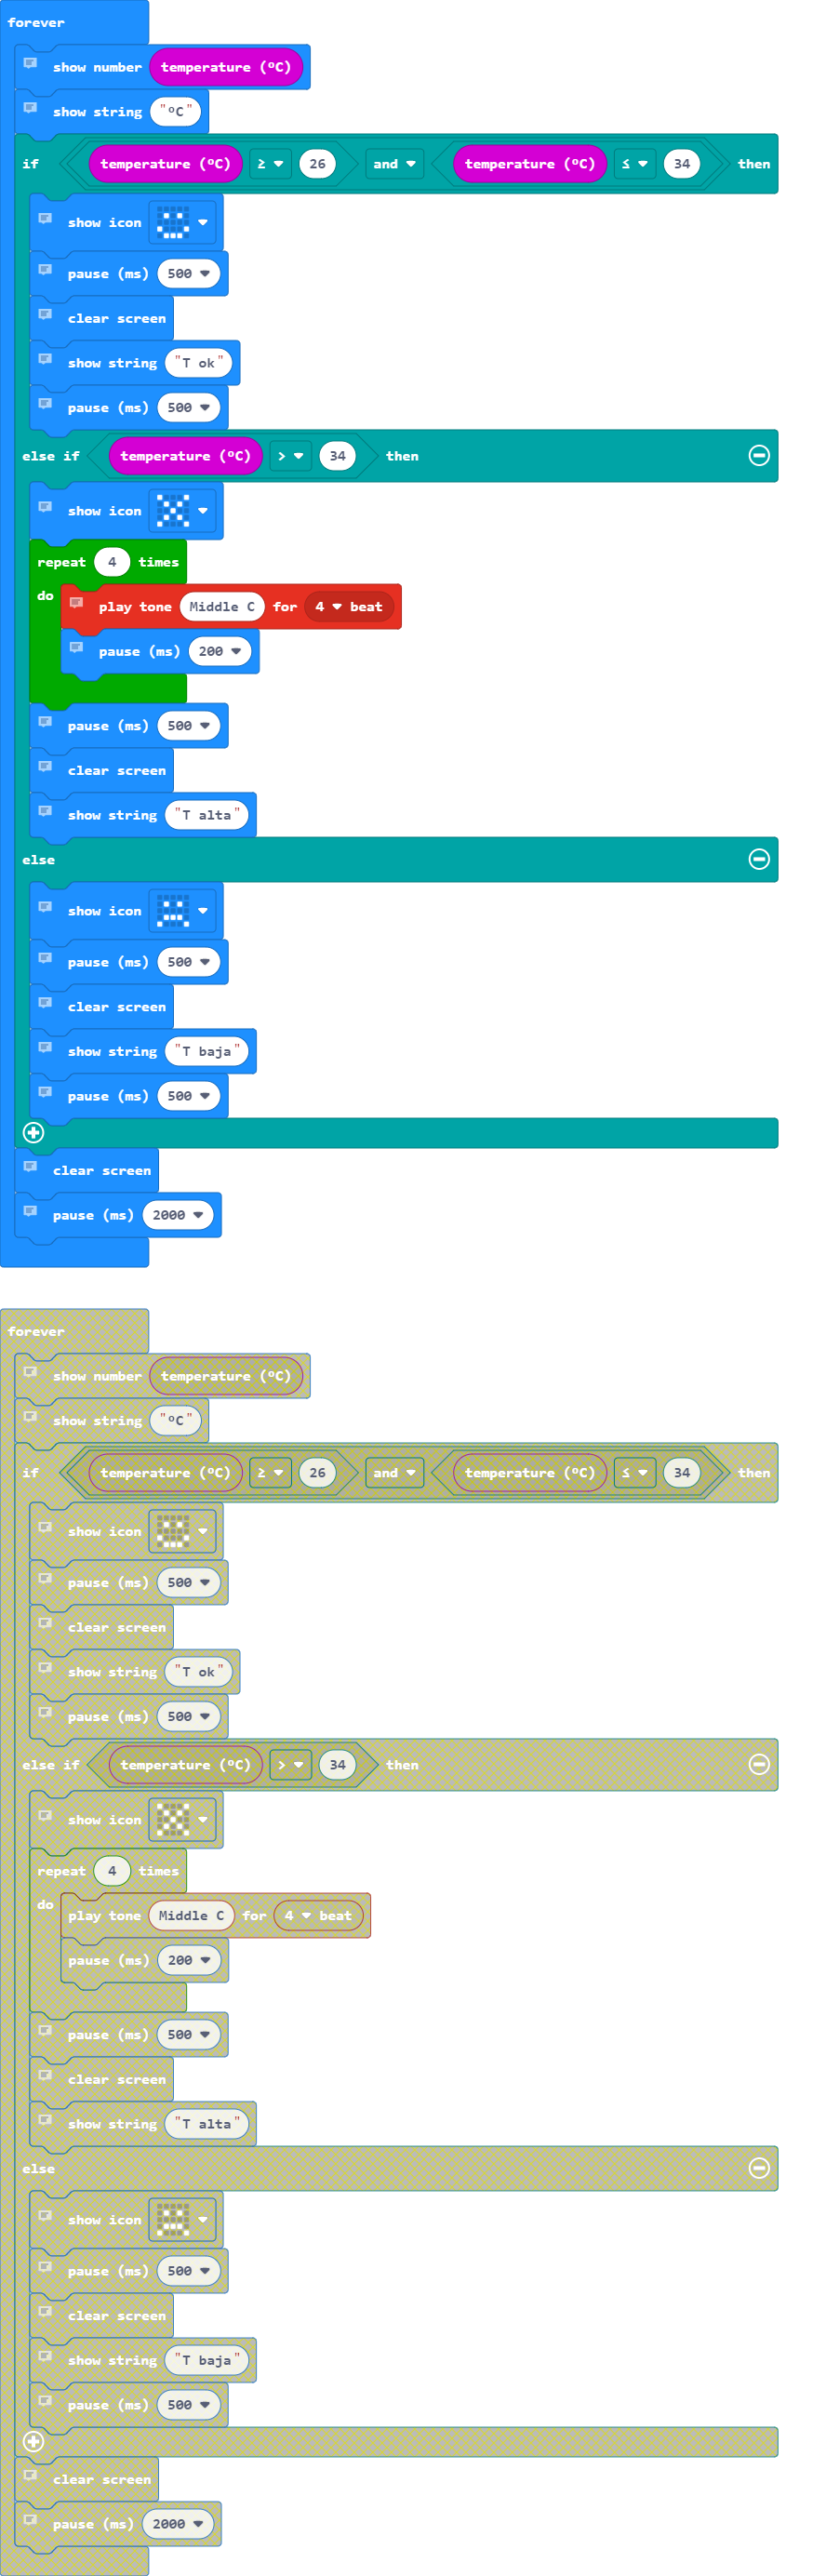 forever
show number temperature (ºC)
show string "ºC"
if temperature (ºC) ≥ 26 and temperature (ºC) ≤ 34 then
show icon
pause (ms) 500
clear screen
show string "T ok"
pause (ms) 500
else if temperature (ºC) > 34 then
show icon
repeat 4 times
do play tone Middle C for 4 beat
pause (ms) 200
pause (ms) 500
clear screen
show string "T alta"
else
show icon
pause (ms) 500
clear screen
show string "T baja"
pause (ms) 500
clear screen
pause (ms) 2000
forever
show number temperature (ºC)
show string "ºC"
if temperature (ºC) ≥ 26 and temperature (ºC) ≤ 34 then
show icon
pause (ms) 500
clear screen
show string "T ok"
pause (ms) 500
else if temperature (ºC) > 34 then
show icon
repeat 4 times
do play tone Middle C for 4 beat
pause (ms) 200
pause (ms) 500
clear screen
show string "T alta"
else
show icon
pause (ms) 500
clear screen
show string "T baja"
pause (ms) 500
clear screen
pause (ms) 2000